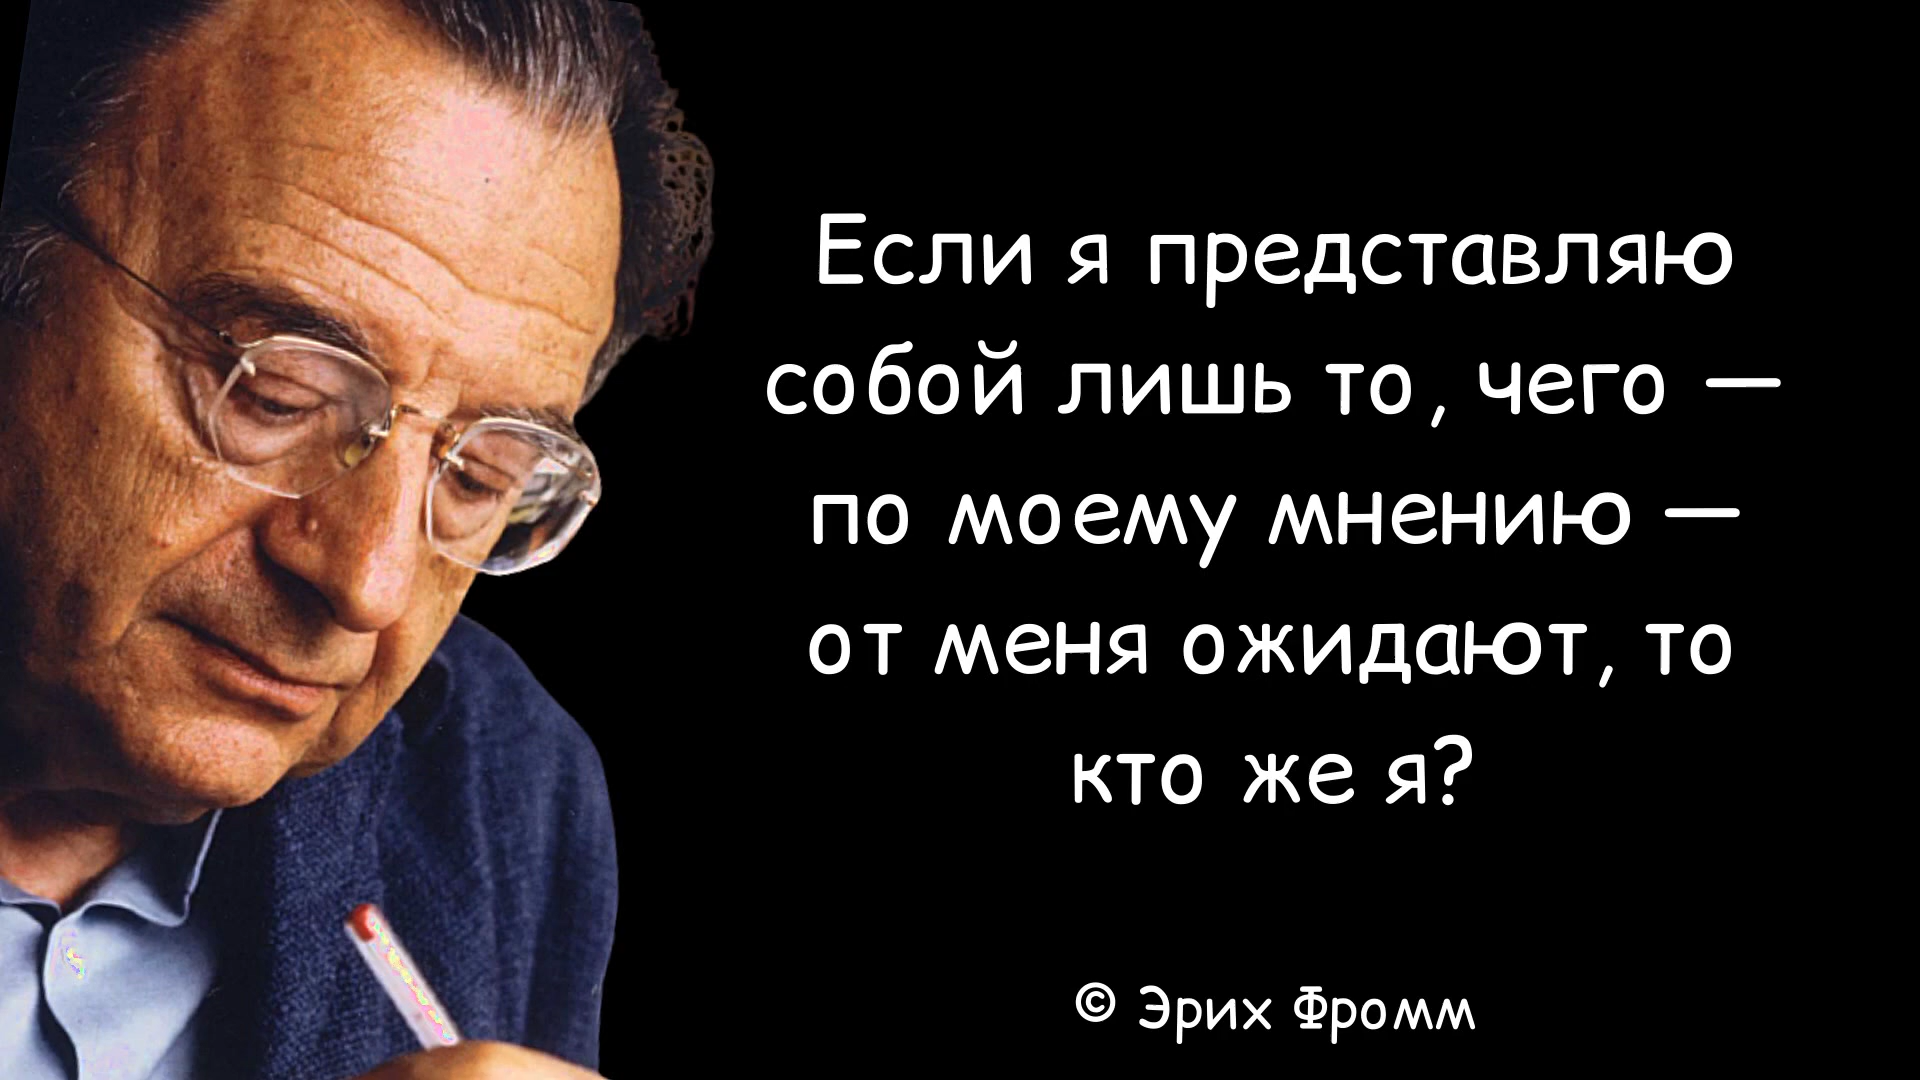 Если я представляю
собой лишь то, чего —
по моему мнению —
от меня ожидают, то
кто же я?
© Эрих Фромм